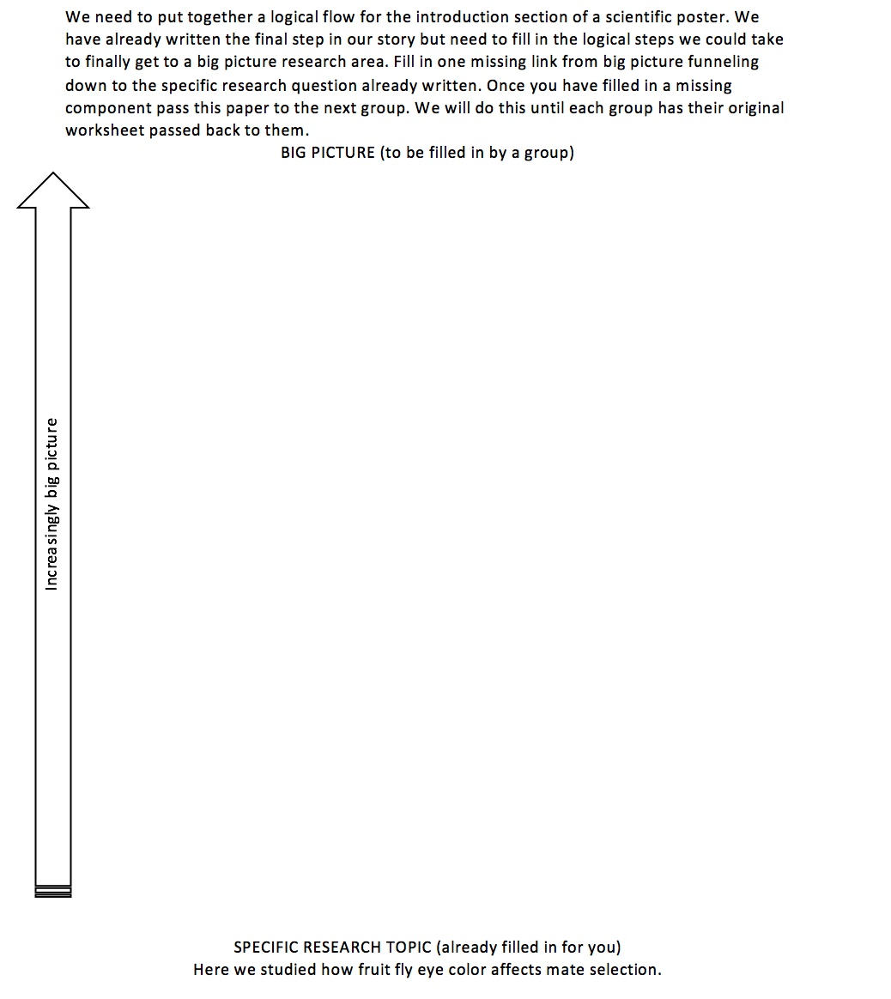 We need to put together a logical flow for the introduction section of a scientific poster. We
have already written the final step in our story but need to fill in the logical steps we could take
to finally get to a big picture research area. Fill in one missing link from big picture funneling
down to the specific research question already written. Once you have filled in a missing
component pass this paper to the next group. We will do this until each group has their original
worksheet passed back to them.
BIG PICTURE (to be filled in by a group)
Increasingly big picture
SPECIFIC RESEARCH TOPIC (already filled in for you)
Here we studied how fruit fly eye color affects mate selection.